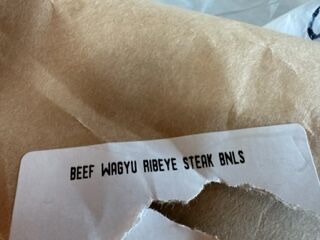 BEEF WAGYU RIBEYE STEAK BNLS